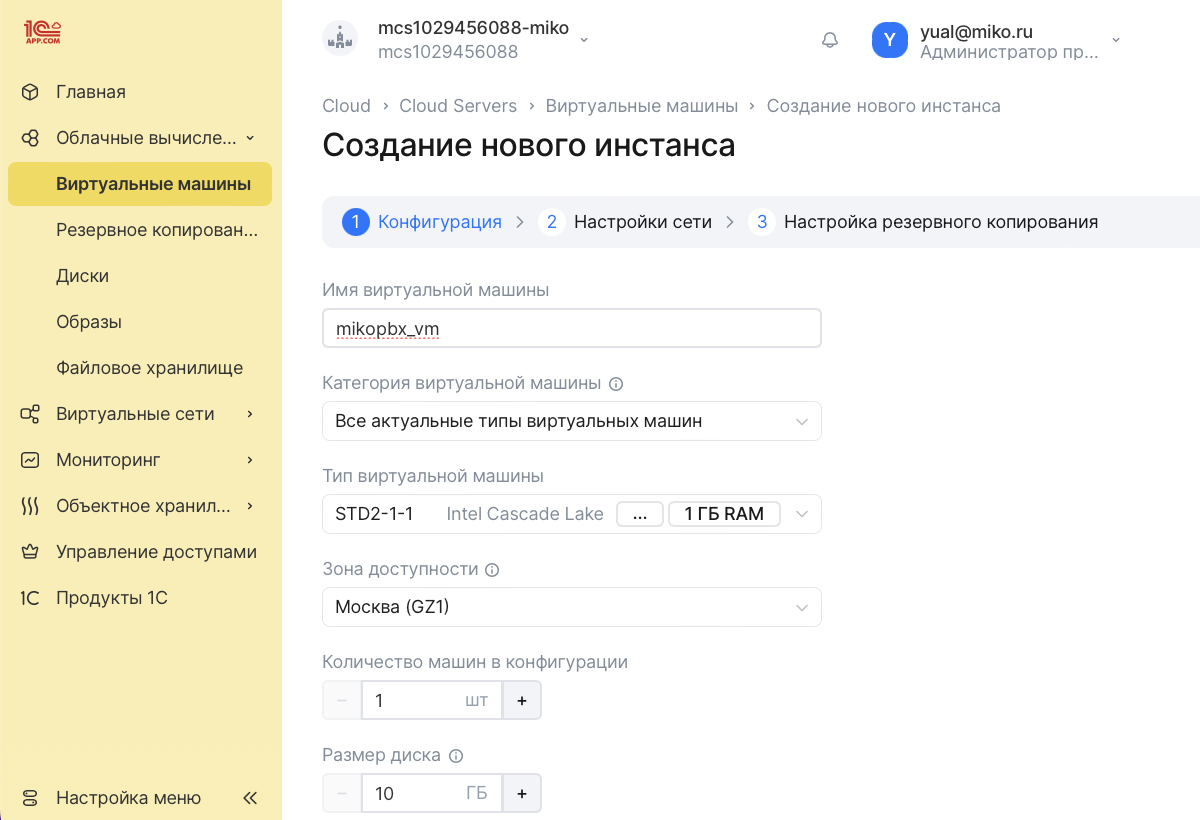 1C
APP.COM
Главная
Облачные вычисле...
Виртуальные машины
Резервное копирован...
Диски
Образы
Файловое хранилище
Виртуальные сети
Мониторинг
Объектное хранил...
Управление доступами
1C Продукты 1С
Настройка меню
mcs1029456088-miko
mcs1029456088
Y
yual@miko.ru
Администратор пр...
Cloud › Cloud Servers › Виртуальные машины › Создание нового инстанса
Создание нового инстанса
1 Конфигурация > 2 Настройки сети > 3 Настройка резервного копирования
Имя виртуальной машины
mikopbx_vm
Категория виртуальной машины
Все актуальные типы виртуальных машин
Тип виртуальной машины
STD2-1-1 Intel Cascade Lake ... 1 ГБ RAM
Зона доступности
Москва (GZ1)
Количество машин в конфигурации
− 1 шт +
Размер диска
− 10 ГБ +